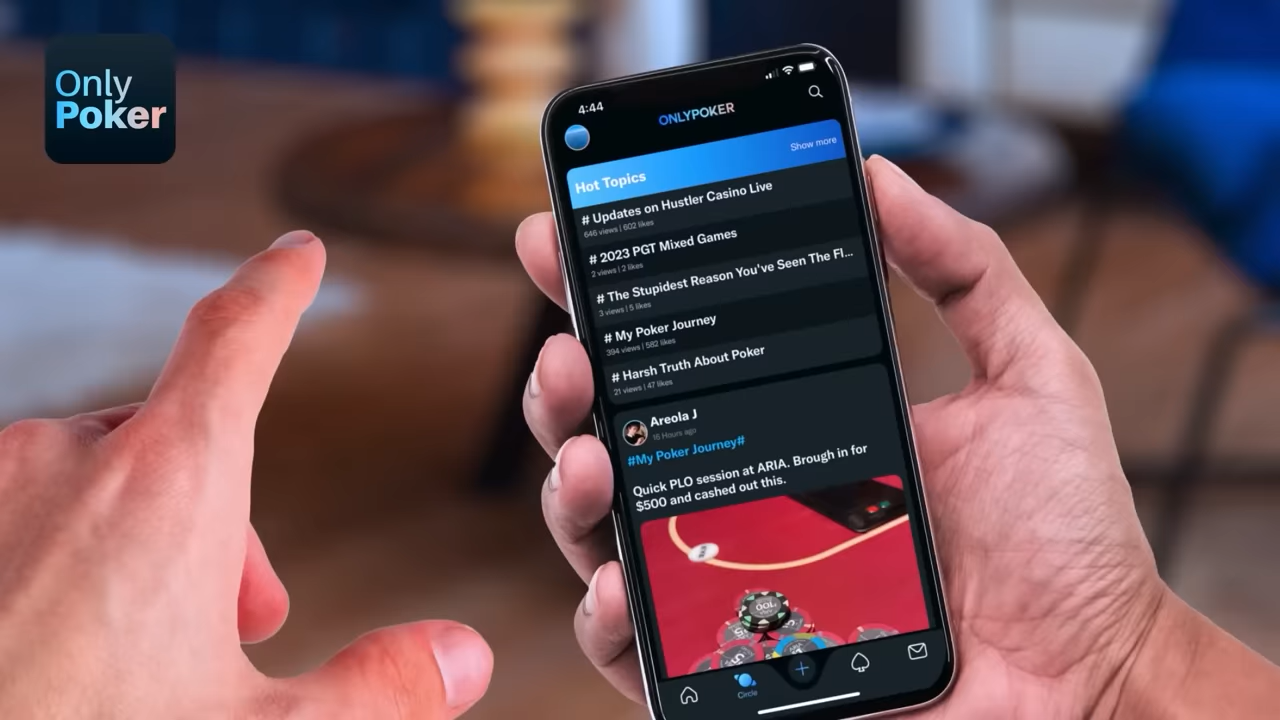 Only
Poker
4:44
ONLYPOKER
Show more
Hot Topics
# Updates on Hustler Casino Live
646 views | 602 likes
# 2023 PGT Mixed Games
2 views | 2 likes
# The Stupidest Reason You've Seen The Fl...
3 views | 5 likes
# My Poker Journey
394 views | 582 likes
# Harsh Truth About Poker
21 views | 47 likes
Areola J
16 Hours ago
#My Poker Journey#
Quick PLO session at ARIA. Brough in for
$500 and cashed out this.
100
Circle